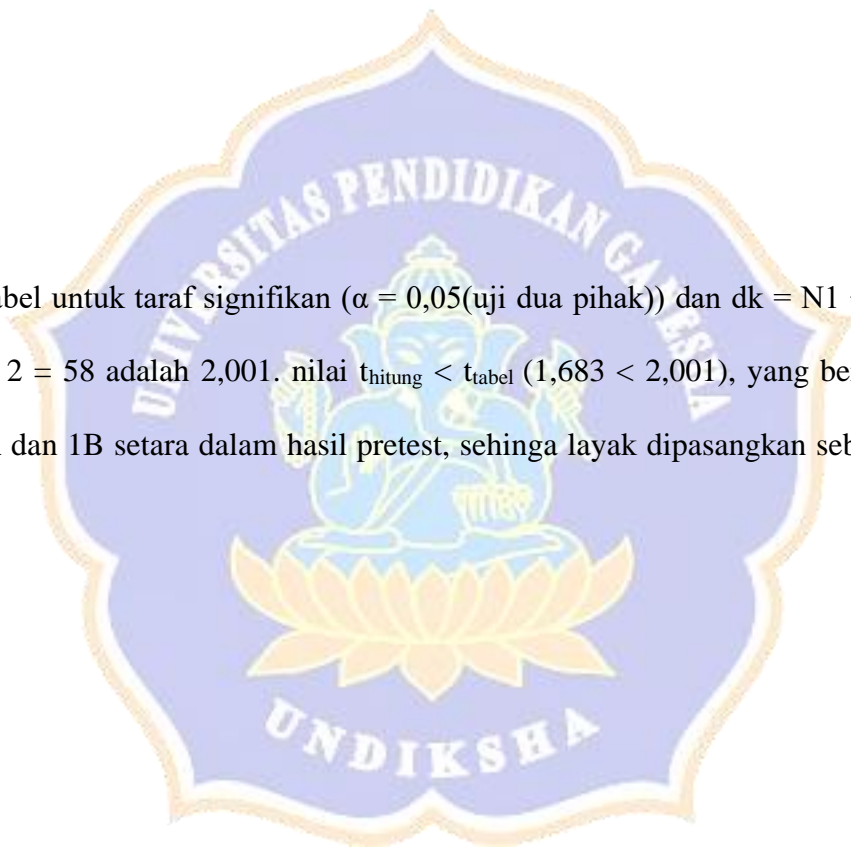 UNIVERSITAS PENDIDIKAN GANESHA
abel untuk taraf signifikan (α = 0,05(uji dua pihak)) dan dk = N1
2 = 58 adalah 2,001. nilai thitung < ttabel (1,683 < 2,001), yang be
dan 1B setara dalam hasil pretest, sehinga layak dipasangkan seb
UNDIKSHA